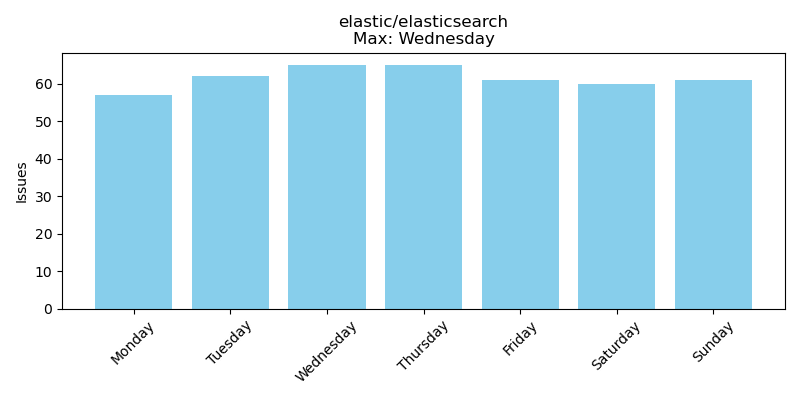 elastic/elasticsearch
Max: Wednesday
Issues
60
50
40
30
20
10
0
Monday
Tuesday
Wednesday
Thursday
Friday
Saturday
Sunday